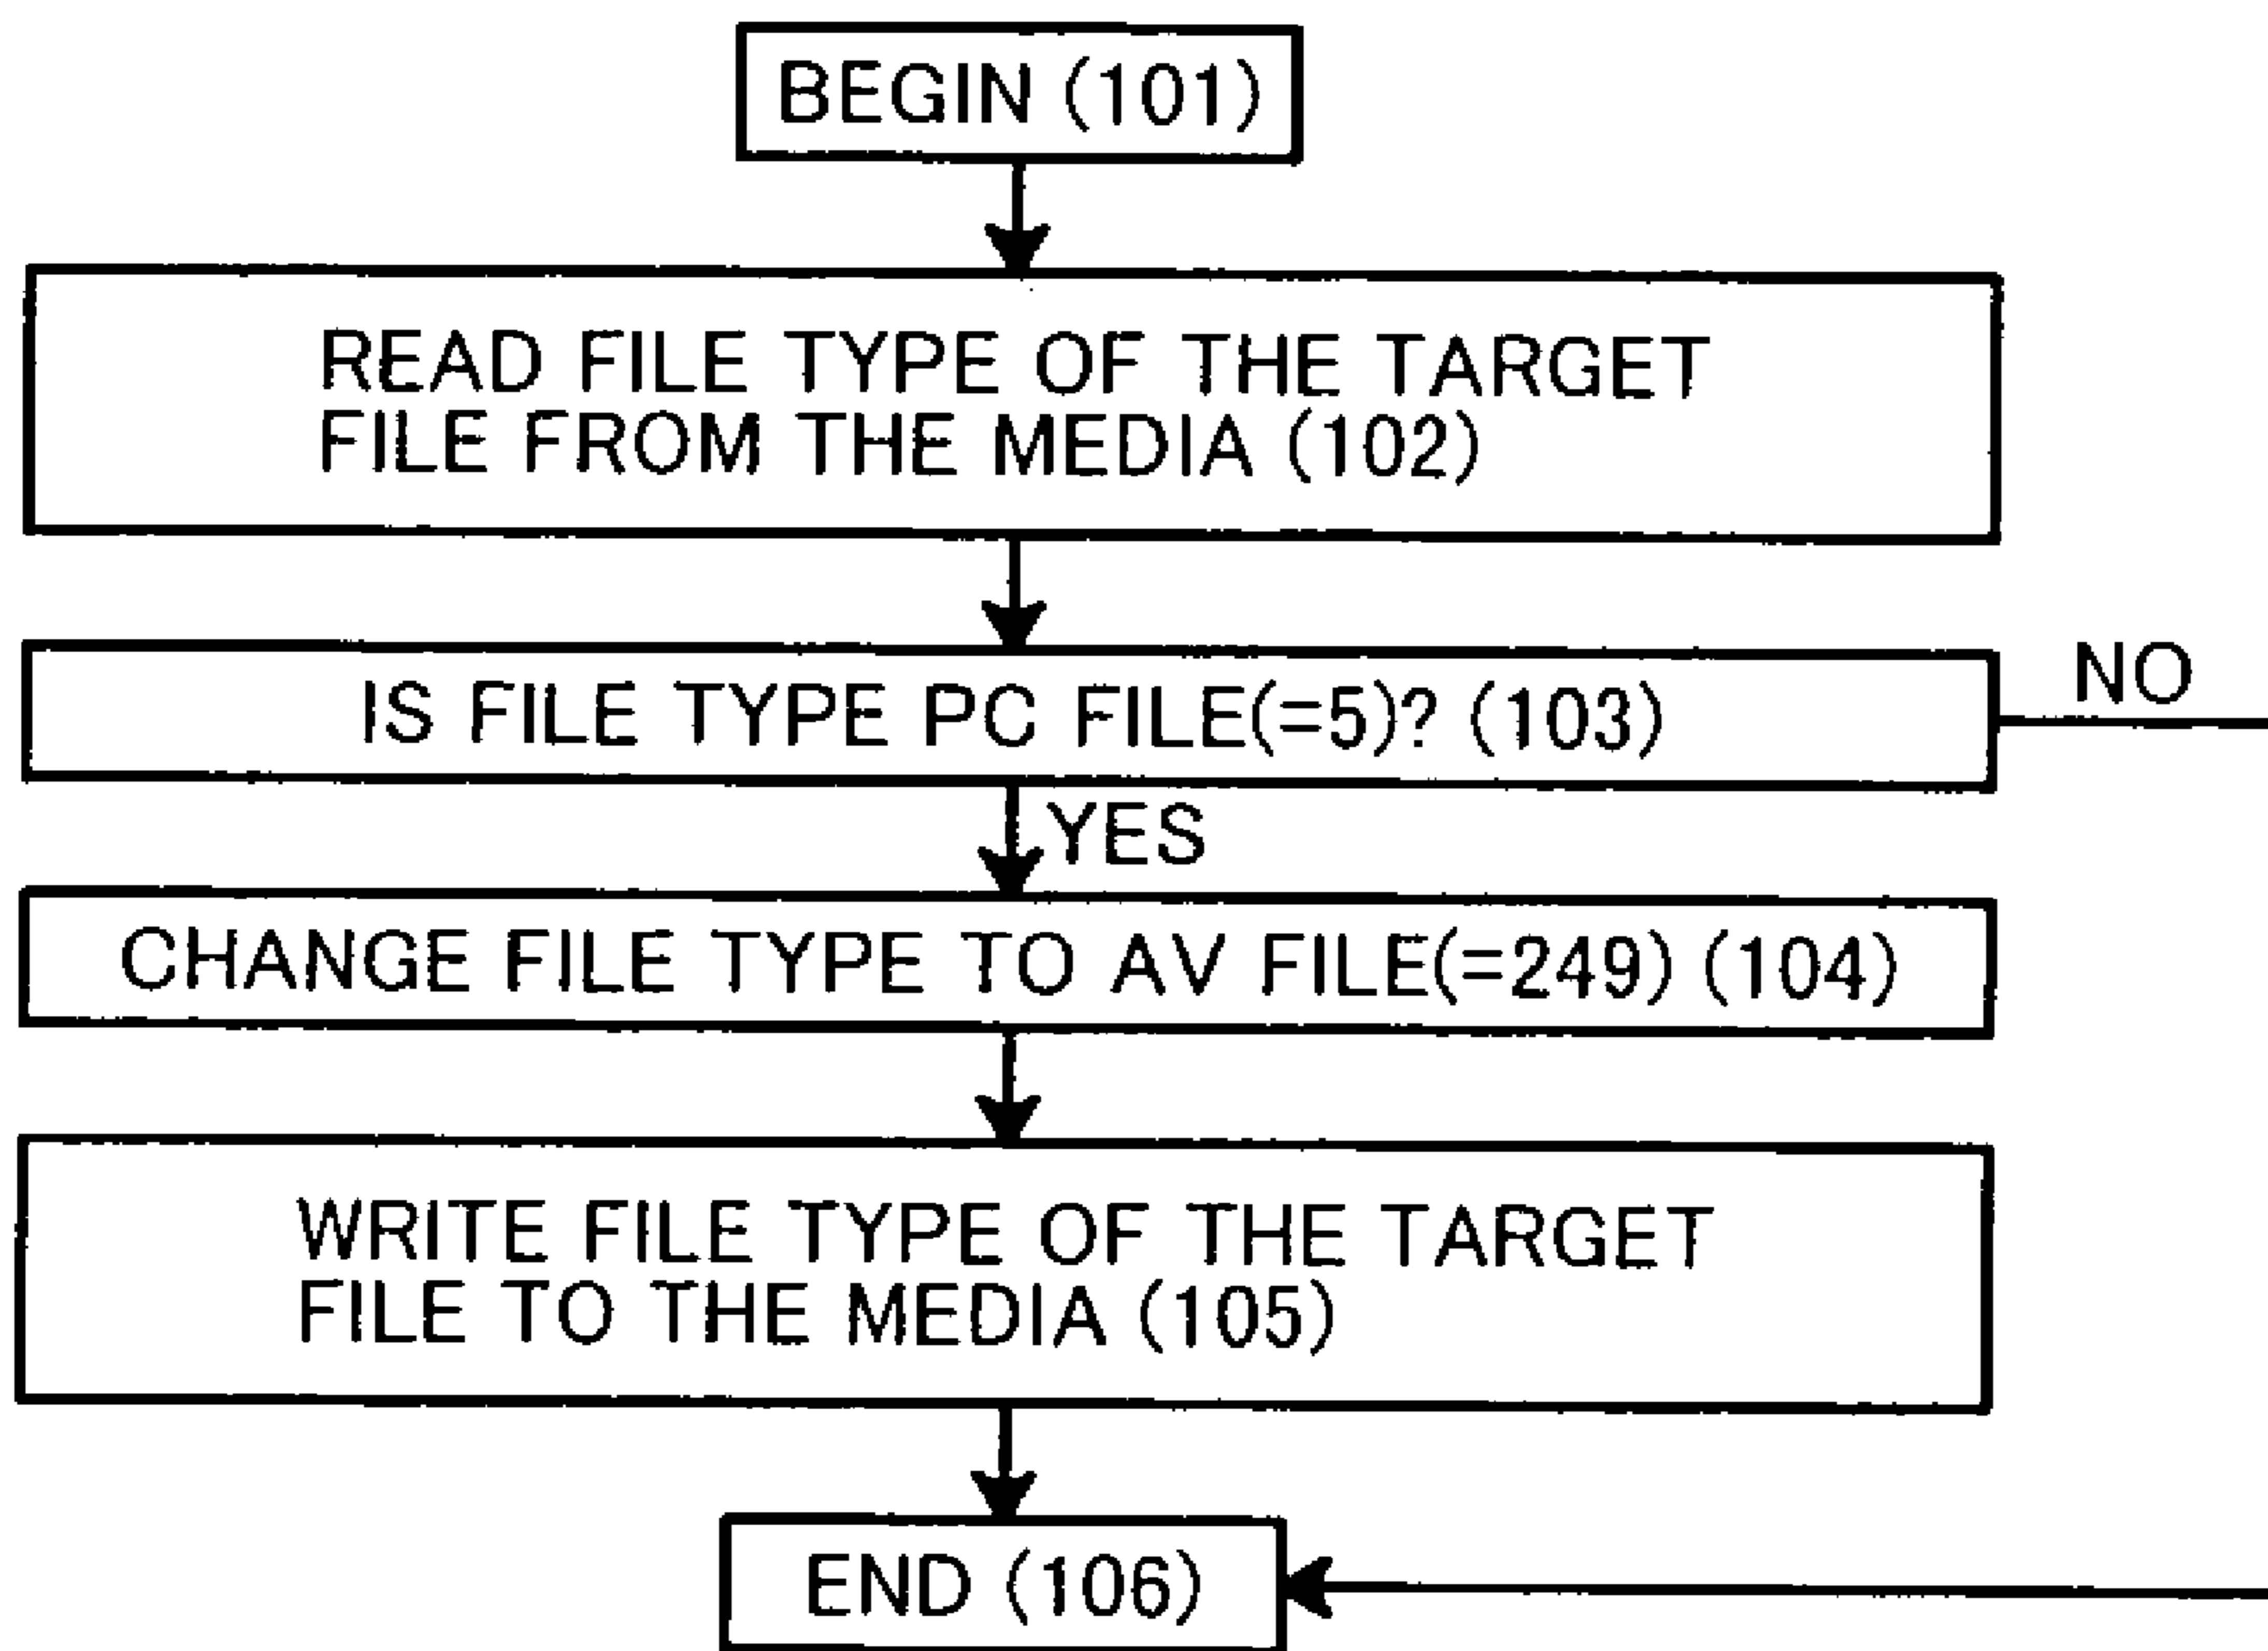 BEGIN (101)
READ FILE TYPE OF THE TARGET
FILE FROM THE MEDIA (102)
IS FILE TYPE PC FILE(=5)? (103)
NO
YES
CHANGE FILE TYPE TO AV FILE(=249) (104)
WRITE FILE TYPE OF THE TARGET
FILE TO THE MEDIA (105)
END (106)